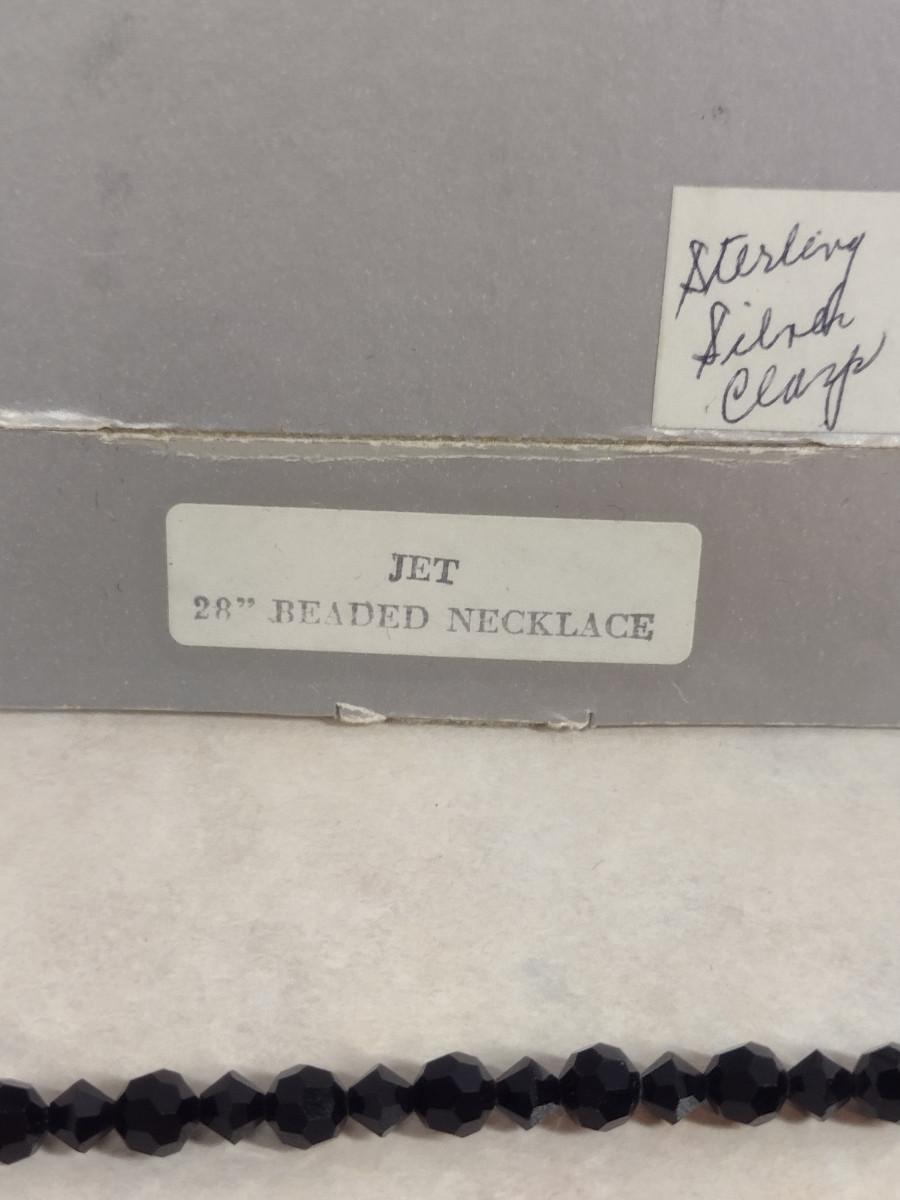 Sterling
Silver
Clasp
JET
28” BEADED NECKLACE